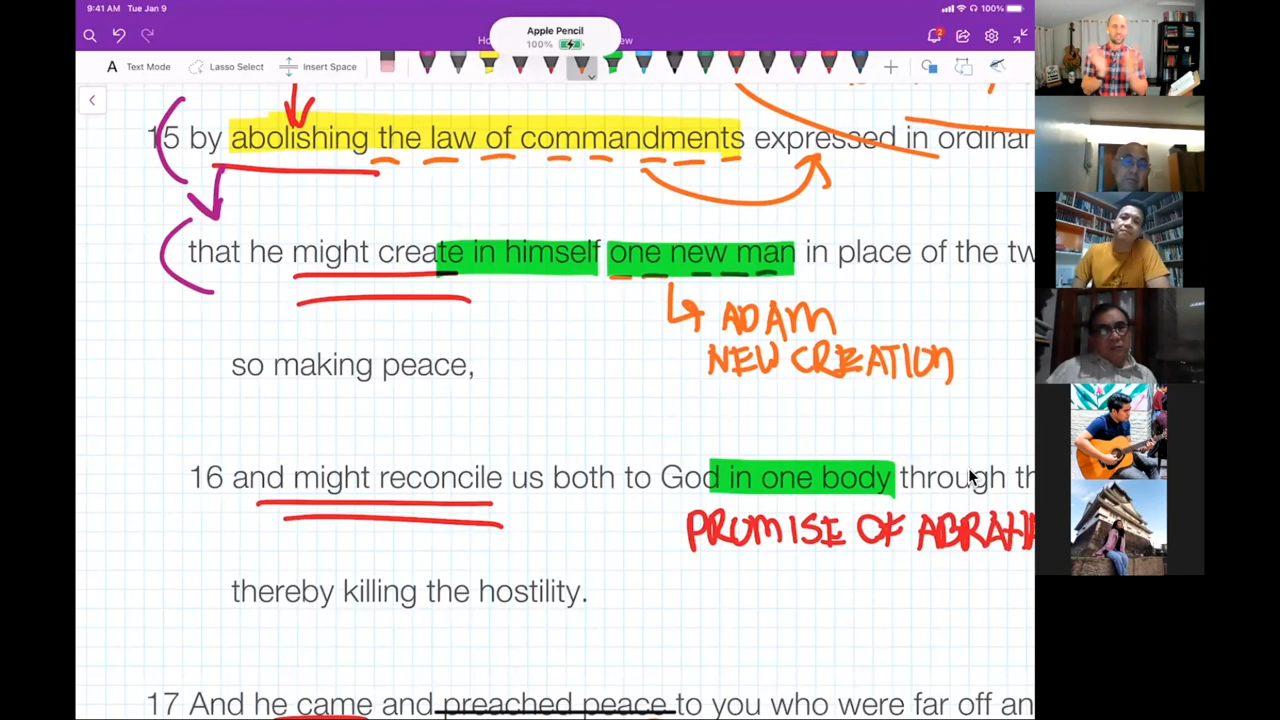 9:41 AM Tue Jan 9
100%
Apple Pencil
100%
Text Mode
Lasso Select
Insert Space
2
15 by abolishing the law of commandments expressed in ordinan
that he might create in himself one new man in place of the tw
ADAM
NEW CREATION
so making peace,
16 and might reconcile us both to God in one body through th
PROMISE OF ABRAHA
thereby killing the hostility.
17 And he came and preached peace to you who were far off an